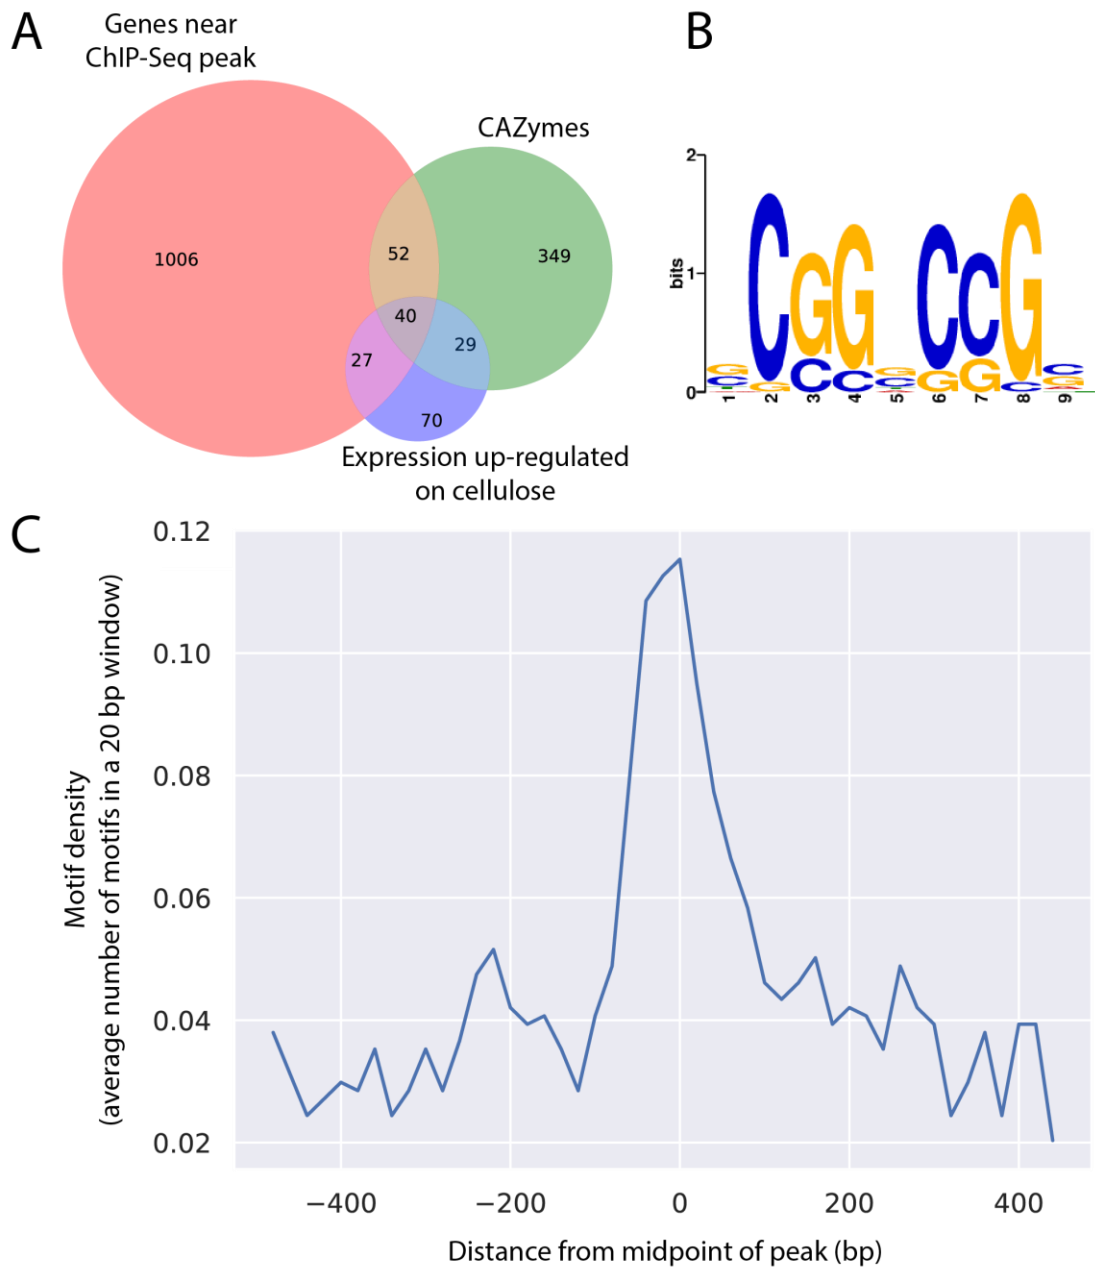 A
Genes near
ChIP-Seq peak
CAZymes
1006
52
349
40
27
29
70
Expression up-regulated
on cellulose
B
2
1
0
bits
C G G C C G
C C G G
G C
G
C
G
C
C
G
1 2 3 4 5 6 7 8 9
C
0.12
0.10
0.08
0.06
0.04
0.02
Motif density
(average number of motifs in a 20 bp window)
−400 −200 0 200 400
Distance from midpoint of peak (bp)